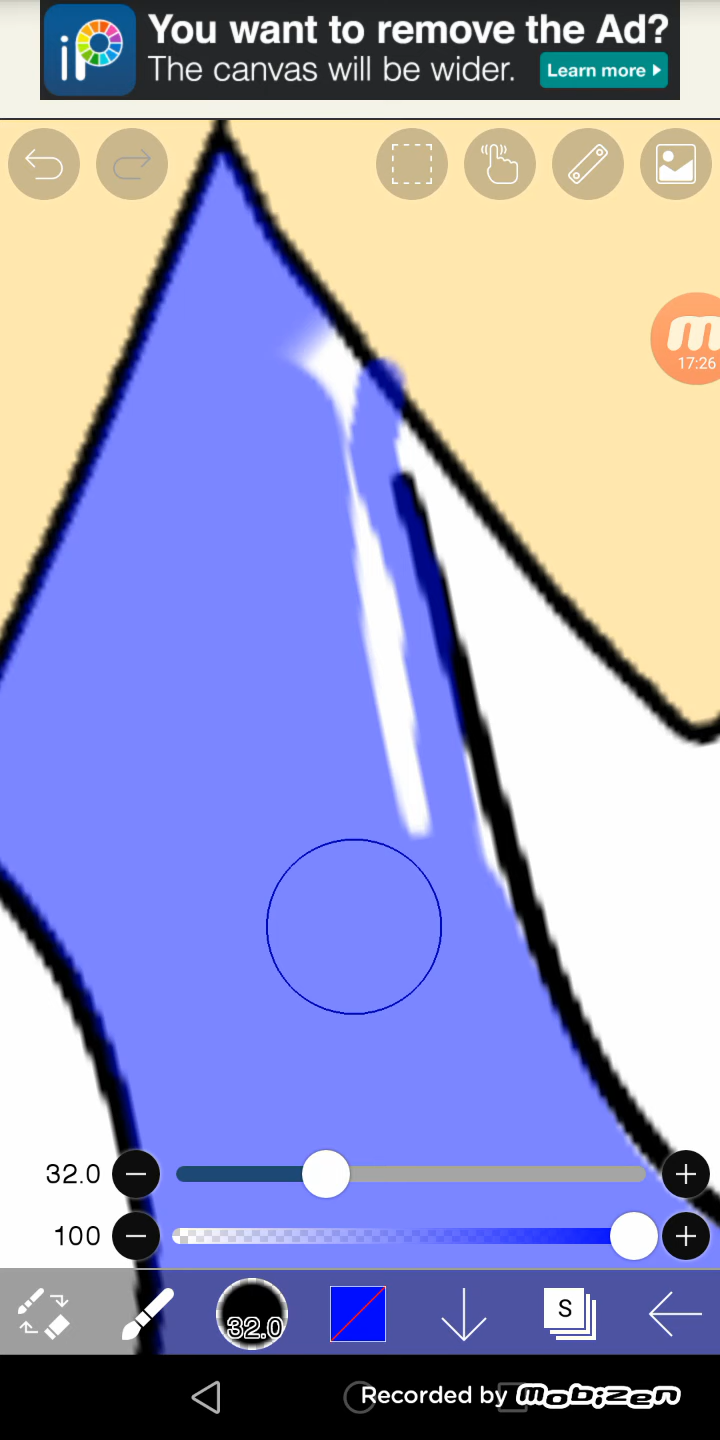 iP
You want to remove the Ad?
The canvas will be wider.
Learn more
m
17:26
32.0
100
32.0
S
Recorded by mobizen